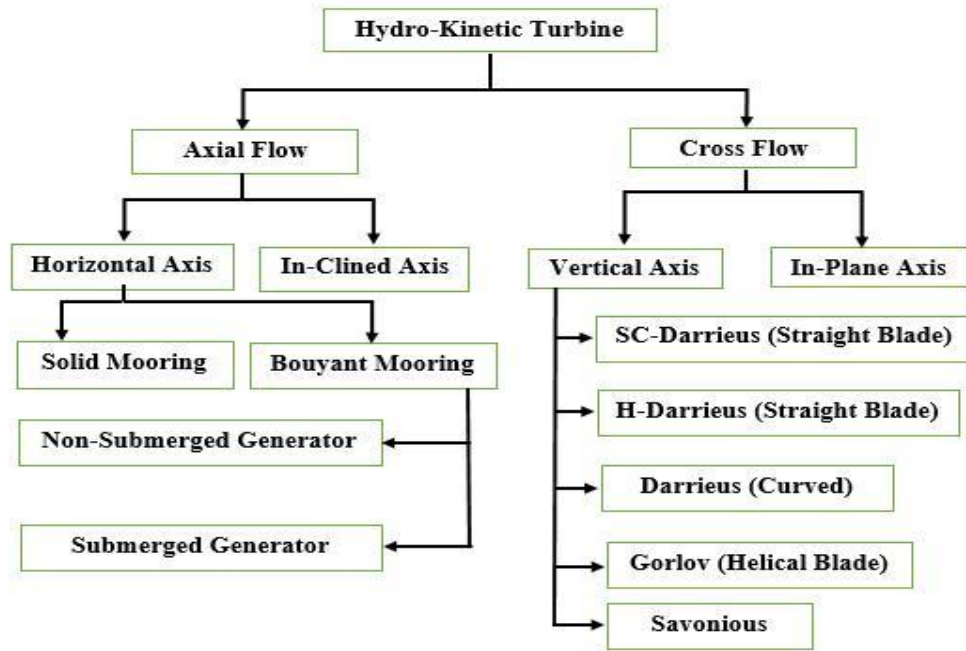 Hydro-Kinetic Turbine
Axial Flow
Cross Flow
Horizontal Axis
In-Clined Axis
Vertical Axis
In-Plane Axis
Solid Mooring
Bouyant Mooring
SC-Darrieus (Straight Blade)
H-Darrieus (Straight Blade)
Non-Submerged Generator
Darrieus (Curved)
Submerged Generator
Gorlov (Helical Blade)
Savonious